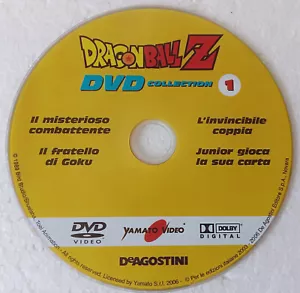 DRAGON BALL Z
DVD COLLECTION 1
Il misterioso
combattente
L'invincibile
coppia
Il fratello
di Goku
Junior gioca
la sua carta
DVD
VIDEO
YAMATO VIDEO
DOLBY
DIGITAL
DeAGOSTINI